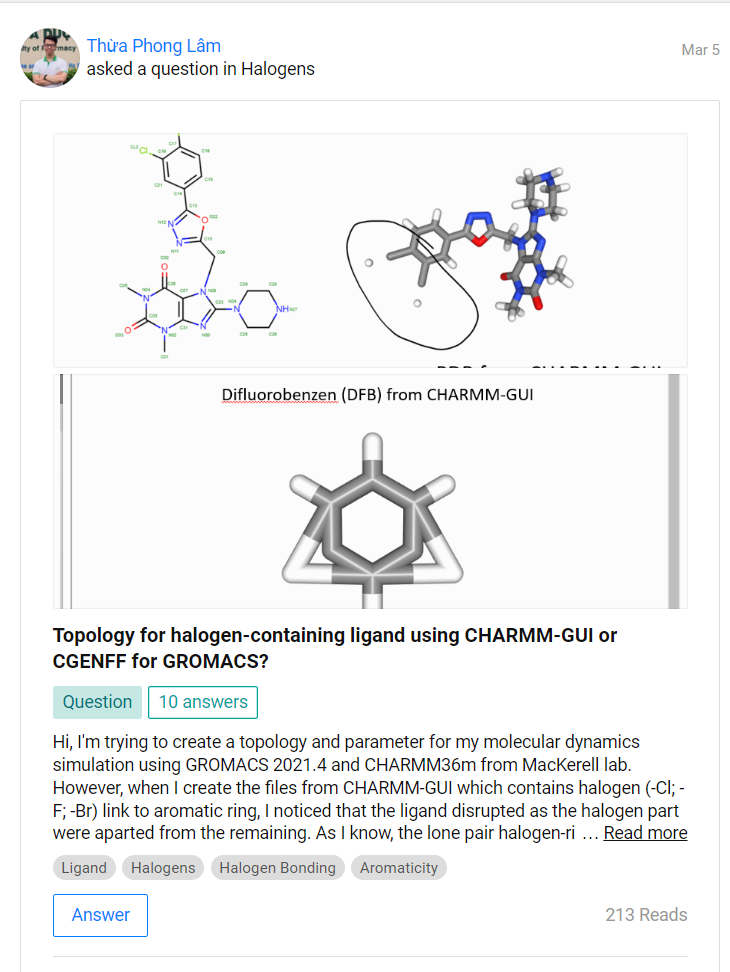 Thừa Phong Lâm
Mar 5
asked a question in Halogens
Difluorobenzen (DFB) from CHARMM-GUI
Topology for halogen-containing ligand using CHARMM-GUI or
CGENFF for GROMACS?
Question
10 answers
Hi, I'm trying to create a topology and parameter for my molecular dynamics
simulation using GROMACS 2021.4 and CHARMM36m from MacKerell lab.
However, when I create the files from CHARMM-GUI which contains halogen (-Cl; -
F; -Br) link to aromatic ring, I noticed that the ligand disrupted as the halogen part
were aparted from the remaining. As I know, the lone pair halogen-ri … Read more
Ligand
Halogens
Halogen Bonding
Aromaticity
Answer
213 Reads